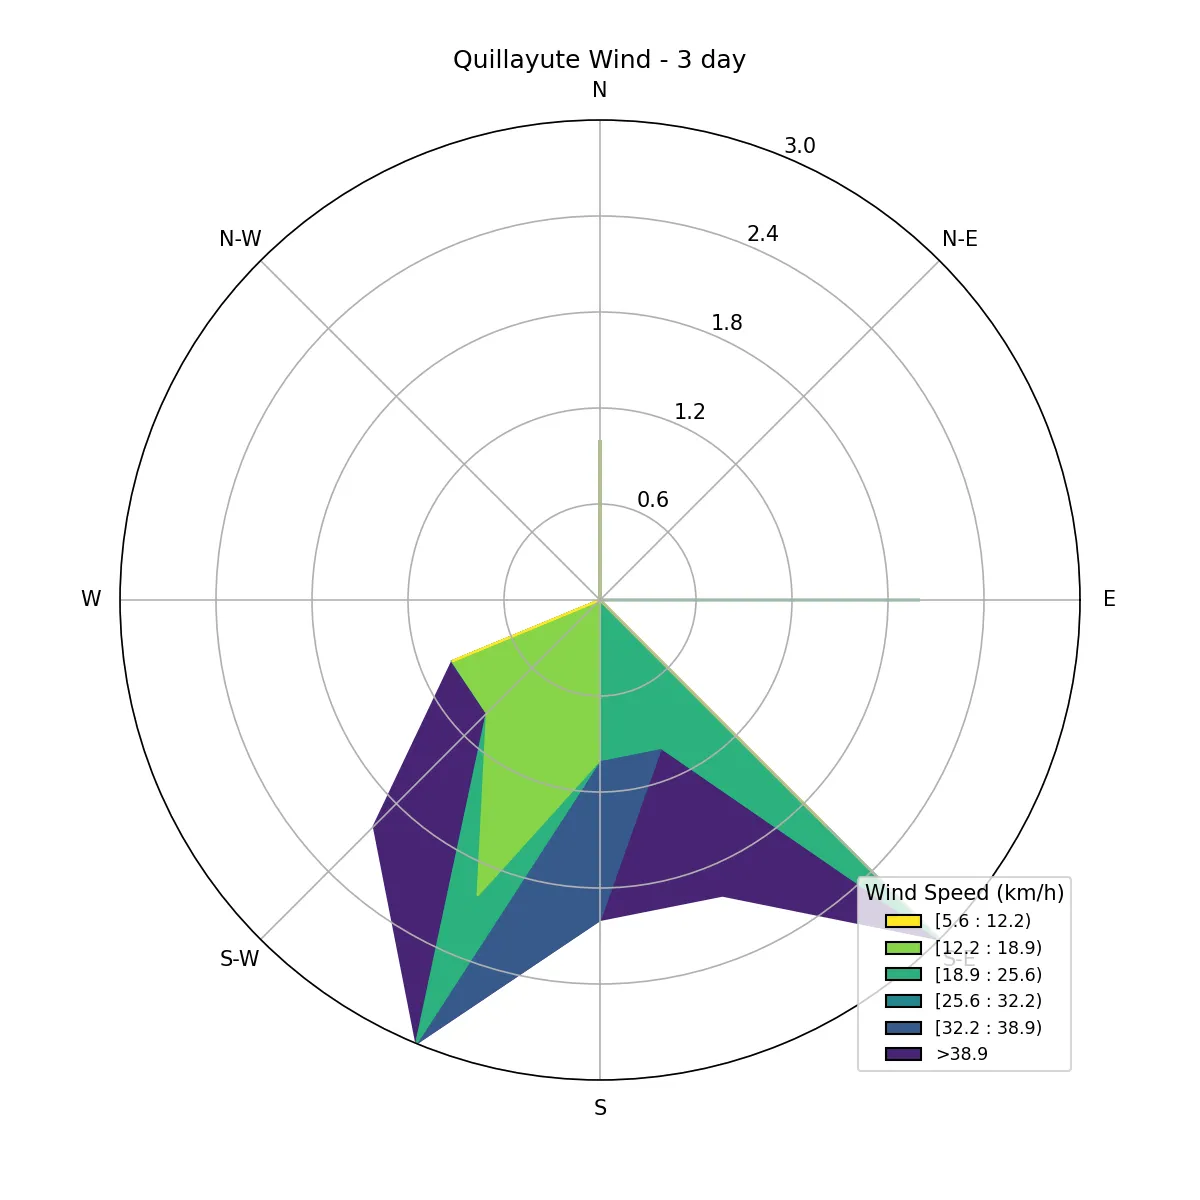 Quillayute Wind - 3 day
N
3.0
N-W
N-E
2.4
1.8
1.2
0.6
W
E
Wind Speed (km/h)
[5.6 : 12.2)
[12.2 : 18.9)
S-W
S-E
[18.9 : 25.6)
[25.6 : 32.2)
[32.2 : 38.9)
>38.9
S